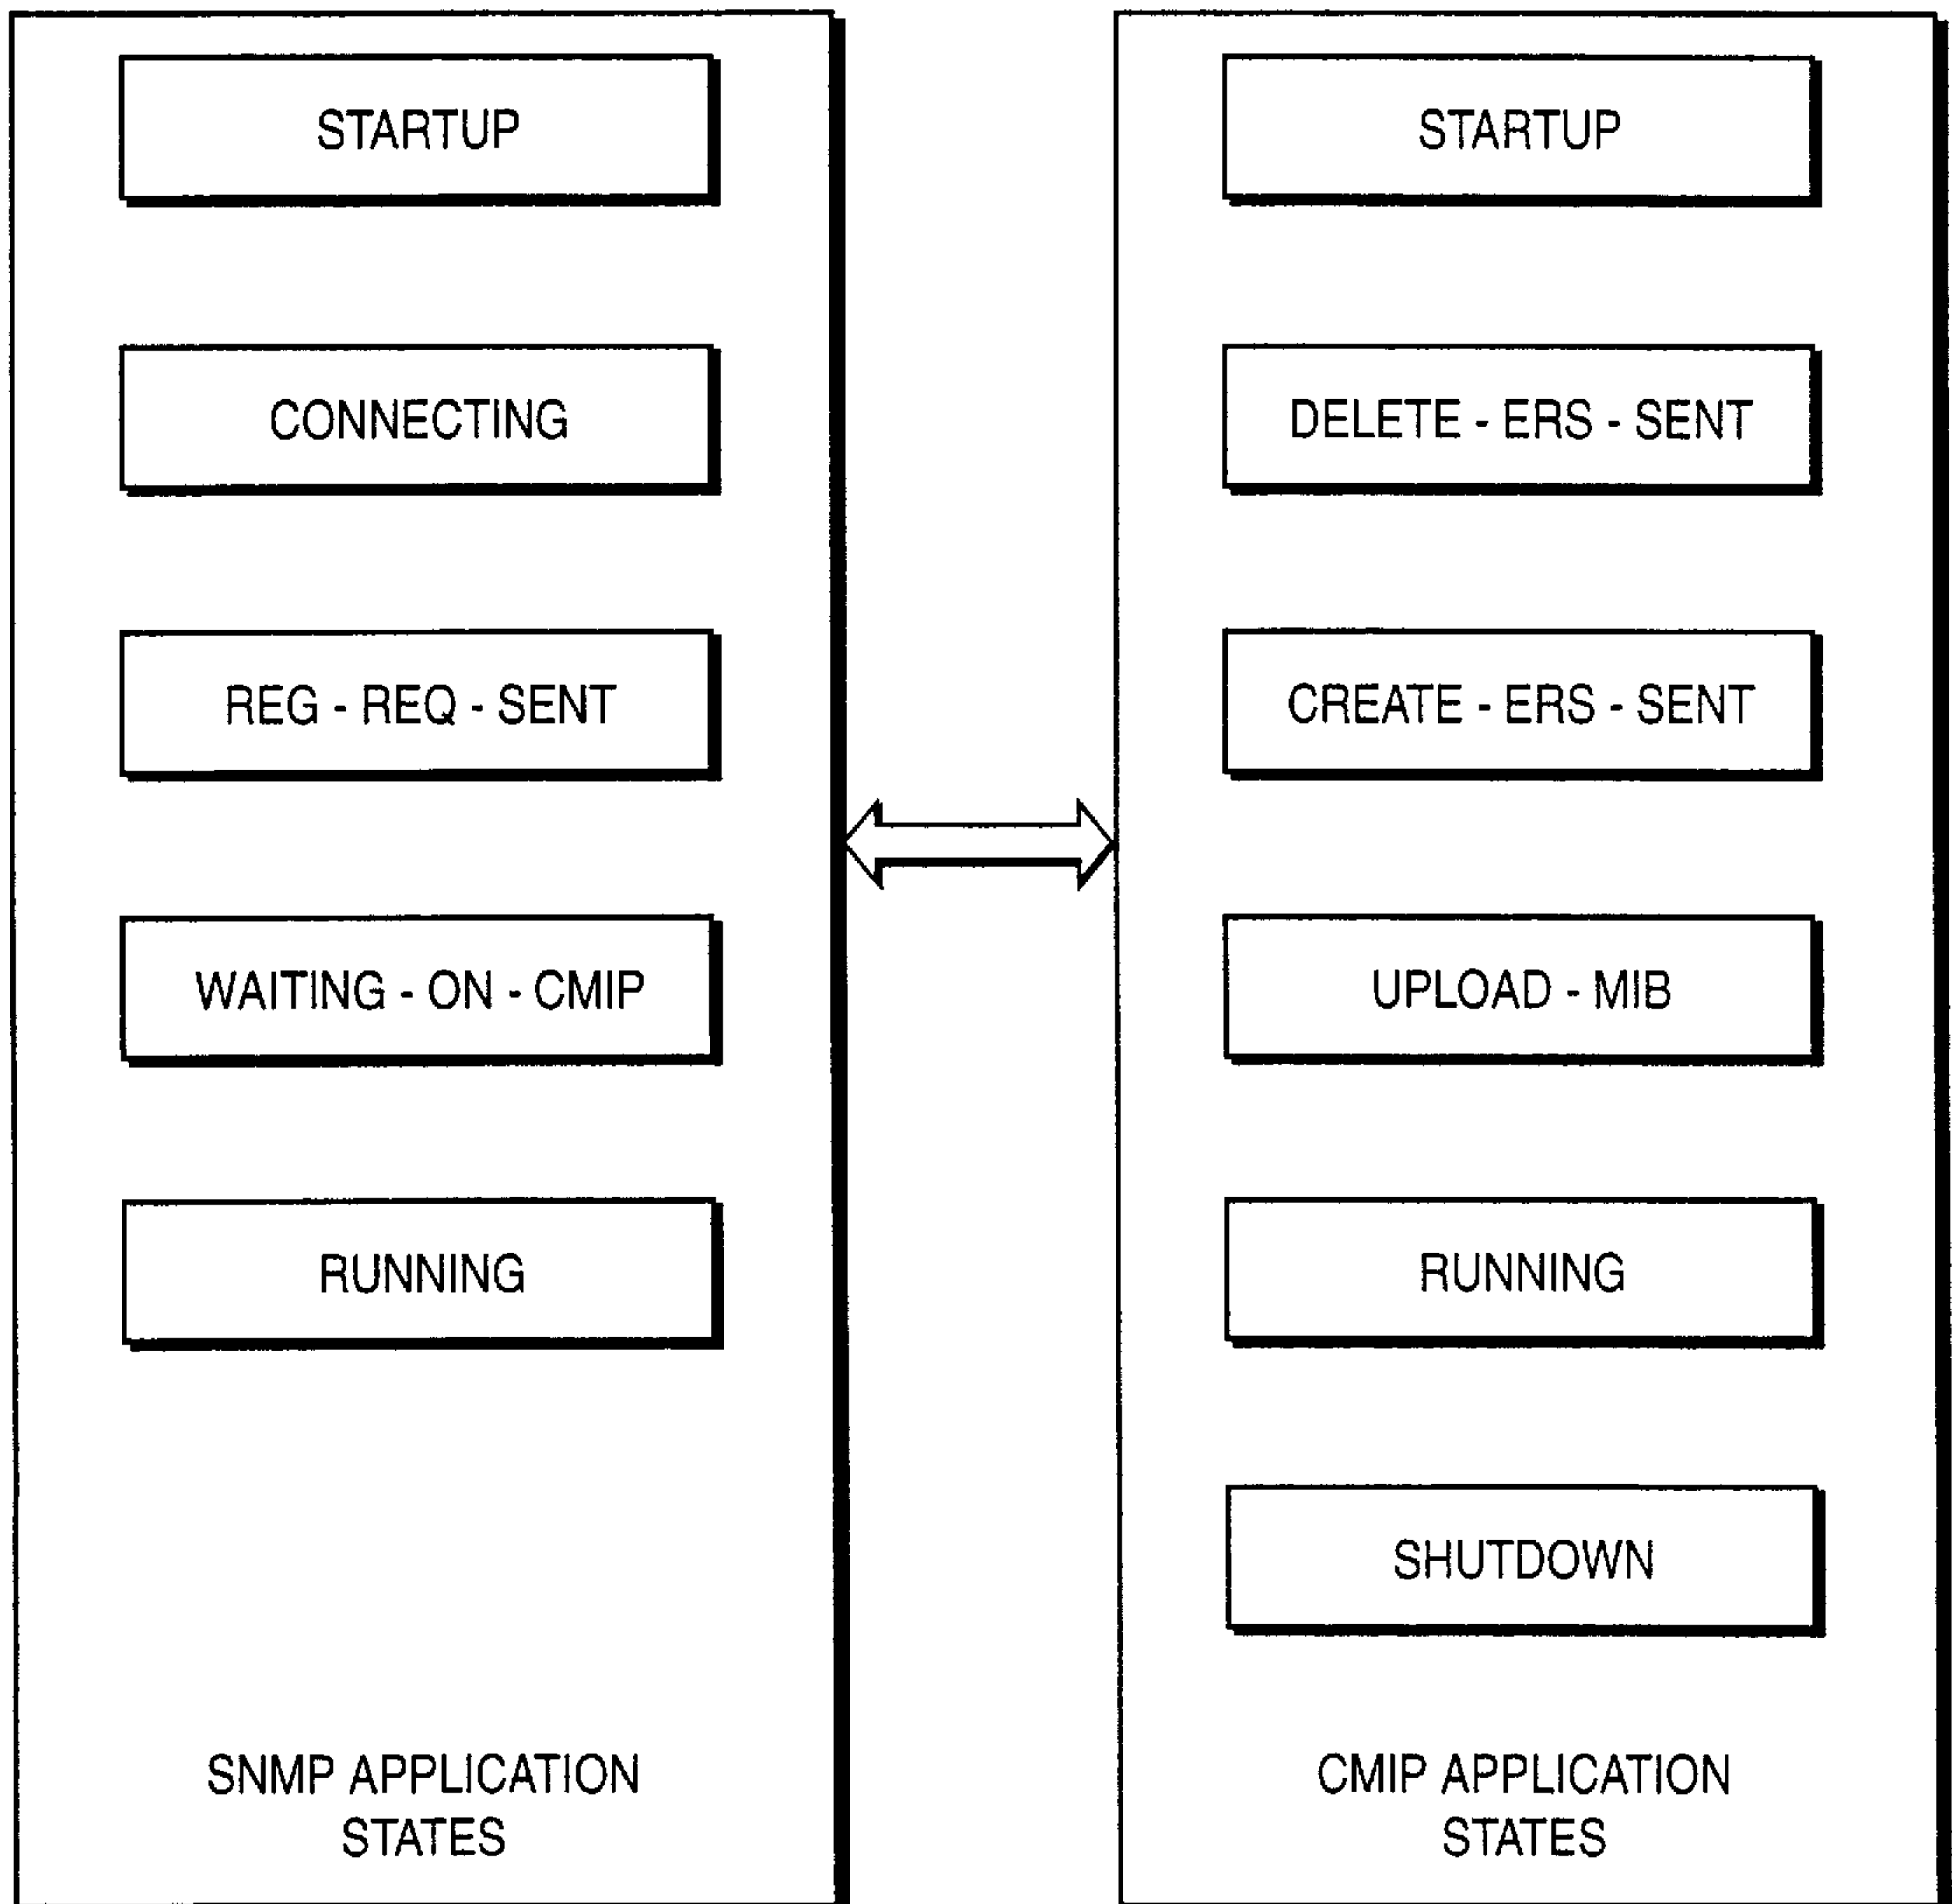 STARTUP
CONNECTING
REG - REQ - SENT
WAITING - ON - CMIP
RUNNING
SNMP APPLICATION
STATES
STARTUP
DELETE - ERS - SENT
CREATE - ERS - SENT
UPLOAD - MIB
RUNNING
SHUTDOWN
CMIP APPLICATION
STATES